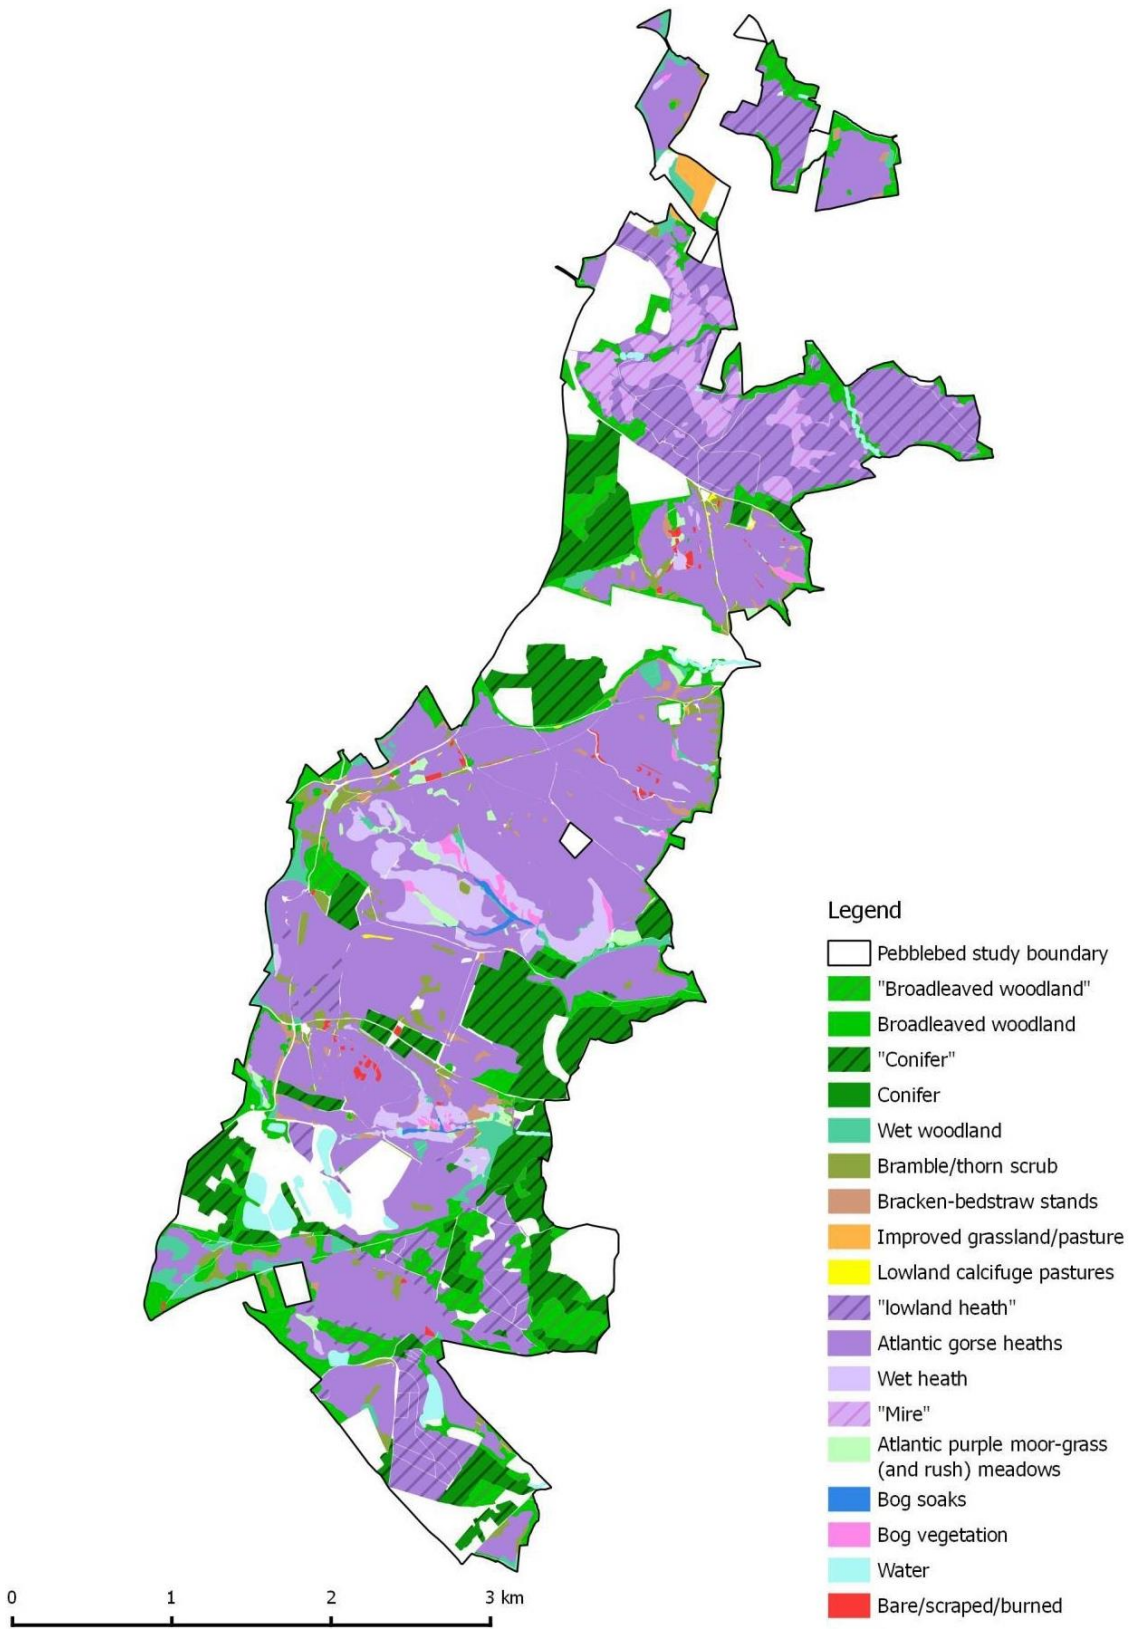 Legend
Pebblebed study boundary
"Broadleaved woodland"
Broadleaved woodland
"Conifer"
Conifer
Wet woodland
Bramble/thorn scrub
Bracken-bedstraw stands
Improved grassland/pasture
Lowland calcifuge pastures
"lowland heath"
Atlantic gorse heaths
Wet heath
"Mire"
Atlantic purple moor-grass
(and rush) meadows
Bog soaks
Bog vegetation
Water
Bare/scraped/burned
0 1 2 3 km